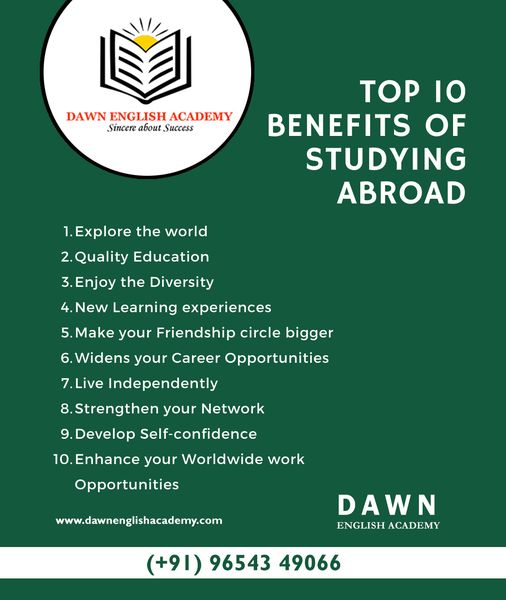 DAWN ENGLISH ACADEMY
Sincere about Success
TOP 10
BENEFITS OF
STUDYING
ABROAD
1. Explore the world
2. Quality Education
3. Enjoy the Diversity
4. New Learning experiences
5. Make your Friendship circle bigger
6. Widens your Career Opportunities
7. Live Independently
8. Strengthen your Network
9. Develop Self-confidence
10. Enhance your Worldwide work
Opportunities
DAWN
ENGLISH ACADEMY
www.dawnenglishacademy.com
(+91) 96543 49066